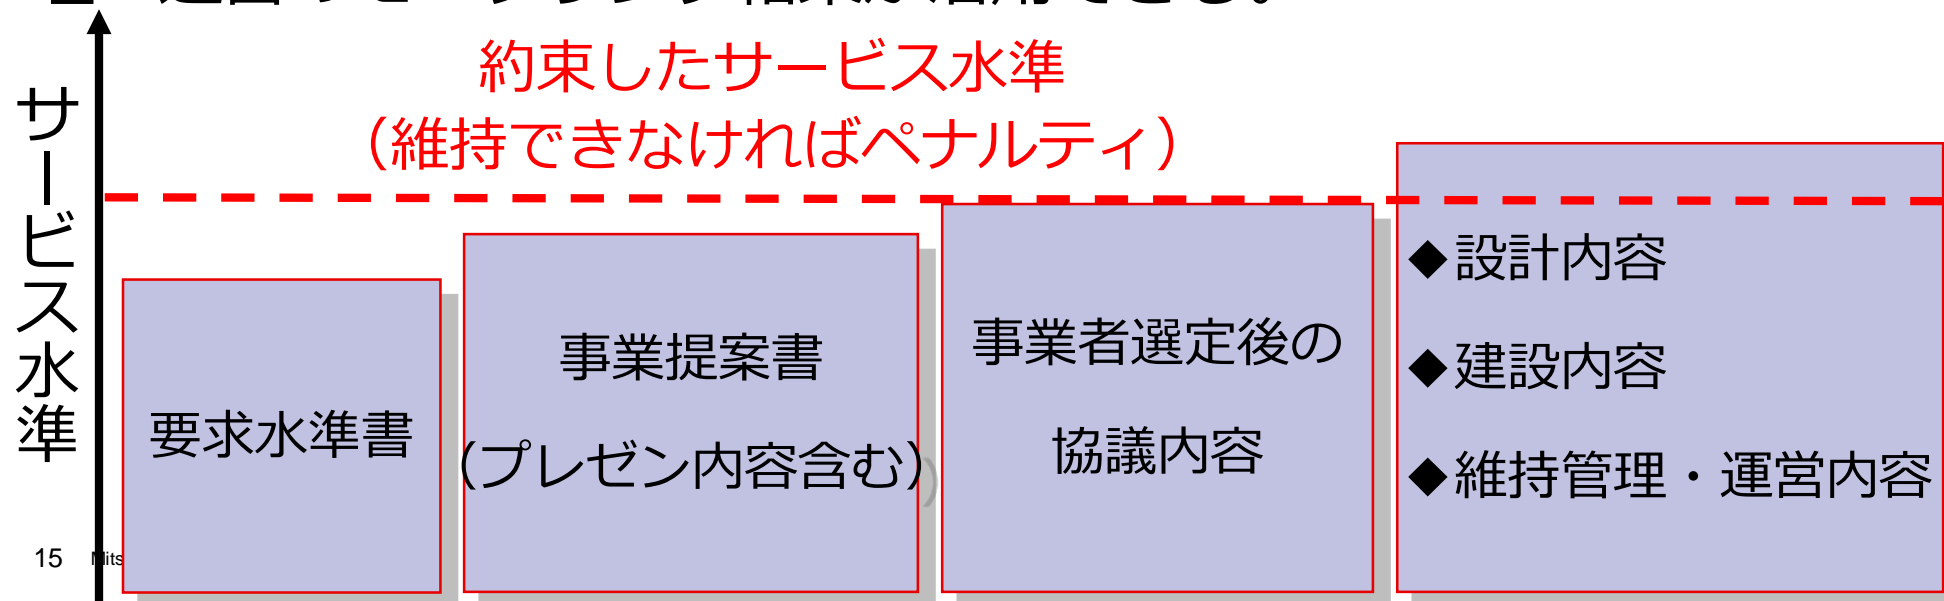 約束したサービス水準
（維持できなければペナルティ）
サービス水準
要求水準書
事業提案書
（プレゼン内容含む）
事業者選定後の
協議内容
◆設計内容
◆建設内容
◆維持管理・運営内容
15 Mits